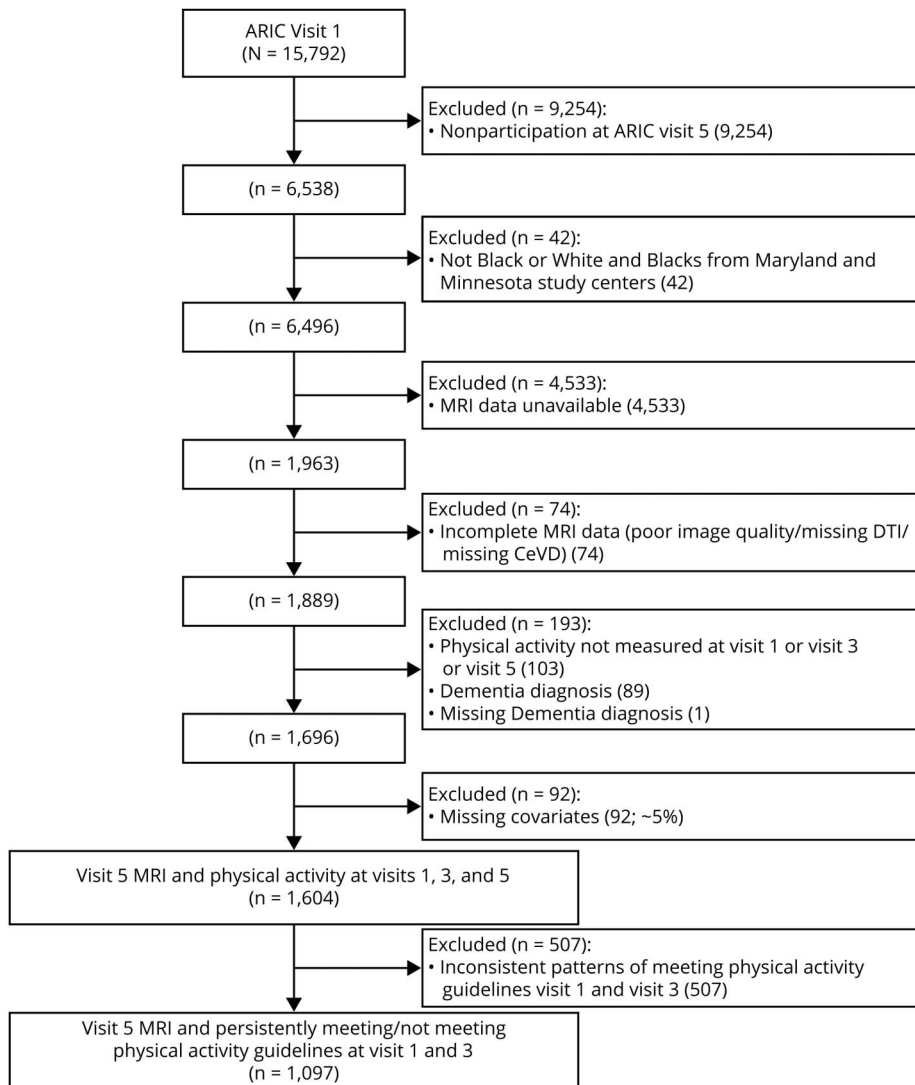 ARIC Visit 1
(N = 15,792)
Excluded (n = 9,254):
• Nonparticipation at ARIC visit 5 (9,254)
(n = 6,538)
Excluded (n = 42):
• Not Black or White and Blacks from Maryland and
Minnesota study centers (42)
(n = 6,496)
Excluded (n = 4,533):
• MRI data unavailable (4,533)
(n = 1,963)
Excluded (n = 74):
• Incomplete MRI data (poor image quality/missing DTI/
missing CeVD) (74)
(n = 1,889)
Excluded (n = 193):
• Physical activity not measured at visit 1 or visit 3
or visit 5 (103)
• Dementia diagnosis (89)
• Missing Dementia diagnosis (1)
(n = 1,696)
Excluded (n = 92):
• Missing covariates (92; ~5%)
Visit 5 MRI and physical activity at visits 1, 3, and 5
(n = 1,604)
Excluded (n = 507):
• Inconsistent patterns of meeting physical activity
guidelines visit 1 and visit 3 (507)
Visit 5 MRI and persistently meeting/not meeting
physical activity guidelines at visit 1 and 3
(n = 1,097)